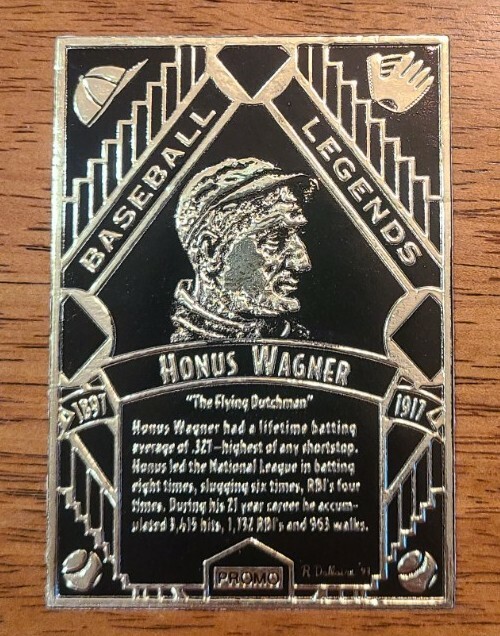 BASEBALL LEGENDS
HONUS WAGNER
1897 1917
"The Flying Dutchman"
Honus Wagner had a lifetime batting
average of .327—highest of any shortstop.
Honus led the National League in batting
eight times, slugging six times, RBI's four
times. During his 21 year career he accum-
ulated 3,415 hits, 1,732 RBI's and 963 walks.
PROMO
R '93